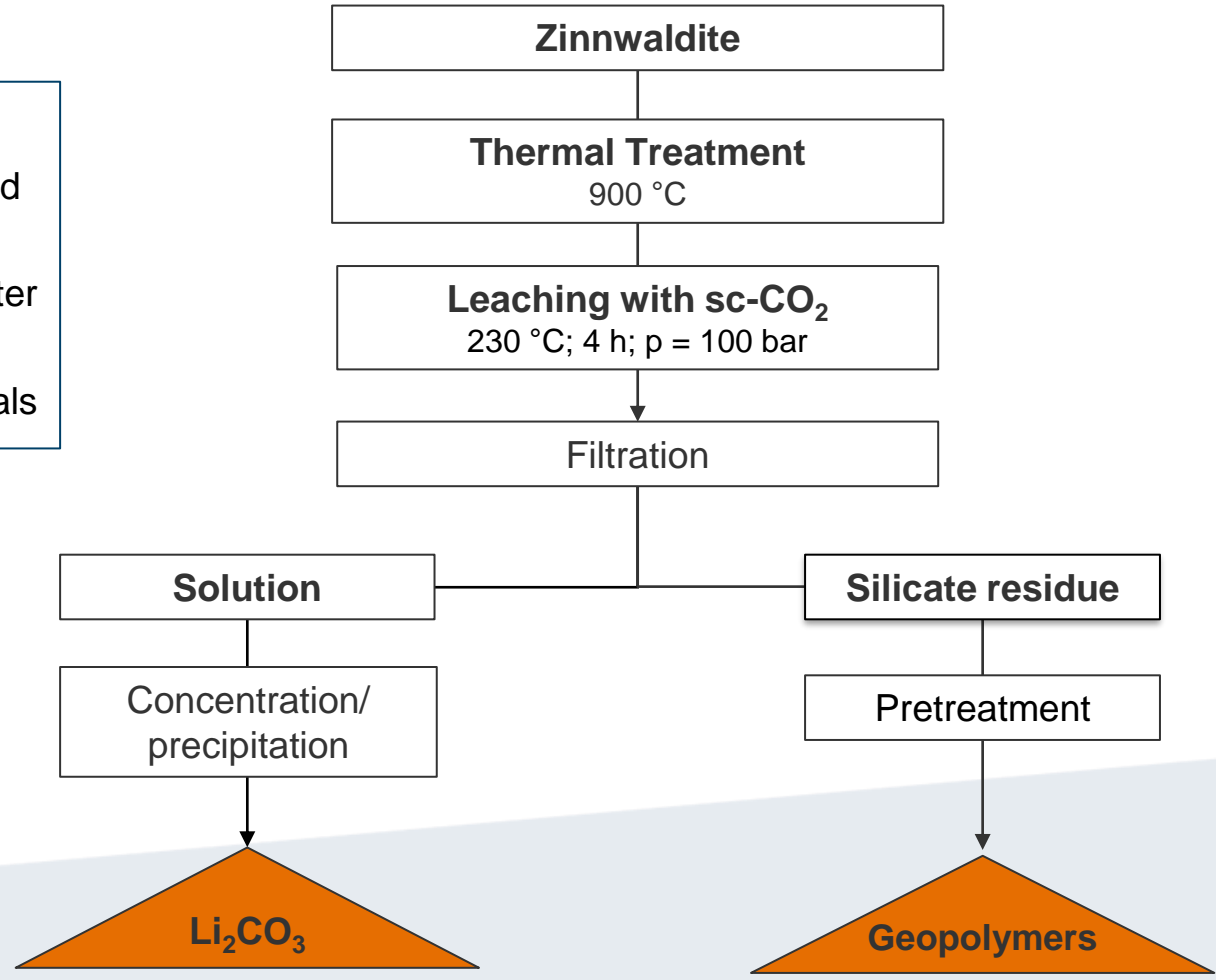 Zinnwaldite
Thermal Treatment
900 °C
Leaching with sc-CO₂
230 °C; 4 h; p = 100 bar
Filtration
Solution
Silicate residue
Concentration/
precipitation
Pretreatment
Li₂CO₃
Geopolymers